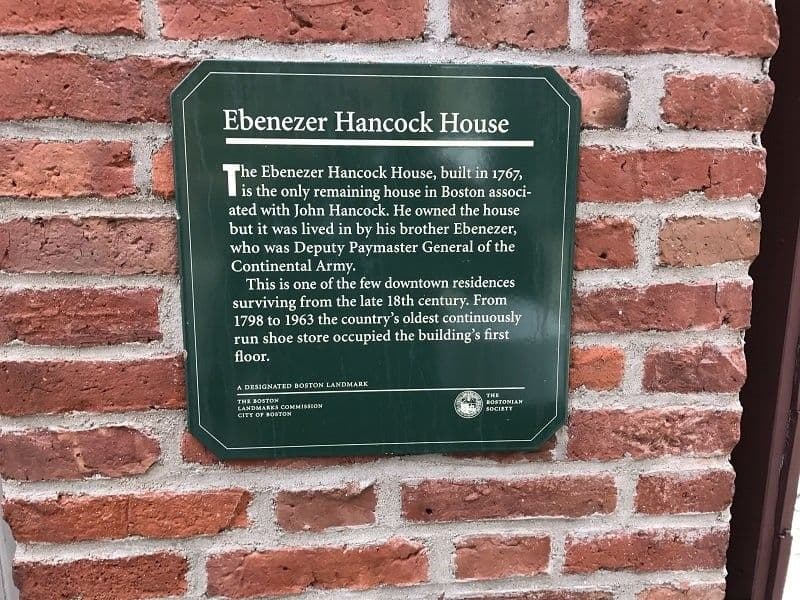 Ebenezer Hancock House
The Ebenezer Hancock House, built in 1767,
is the only remaining house in Boston associ-
ated with John Hancock. He owned the house
but it was lived in by his brother Ebenezer,
who was Deputy Paymaster General of the
Continental Army.
This is one of the few downtown residences
surviving from the late 18th century. From
1798 to 1963 the country's oldest continuously
run shoe store occupied the building's first
floor.
A DESIGNATED BOSTON LANDMARK
THE BOSTON
LANDMARKS COMMISSION
CITY OF BOSTON
THE
BOSTONIAN
SOCIETY